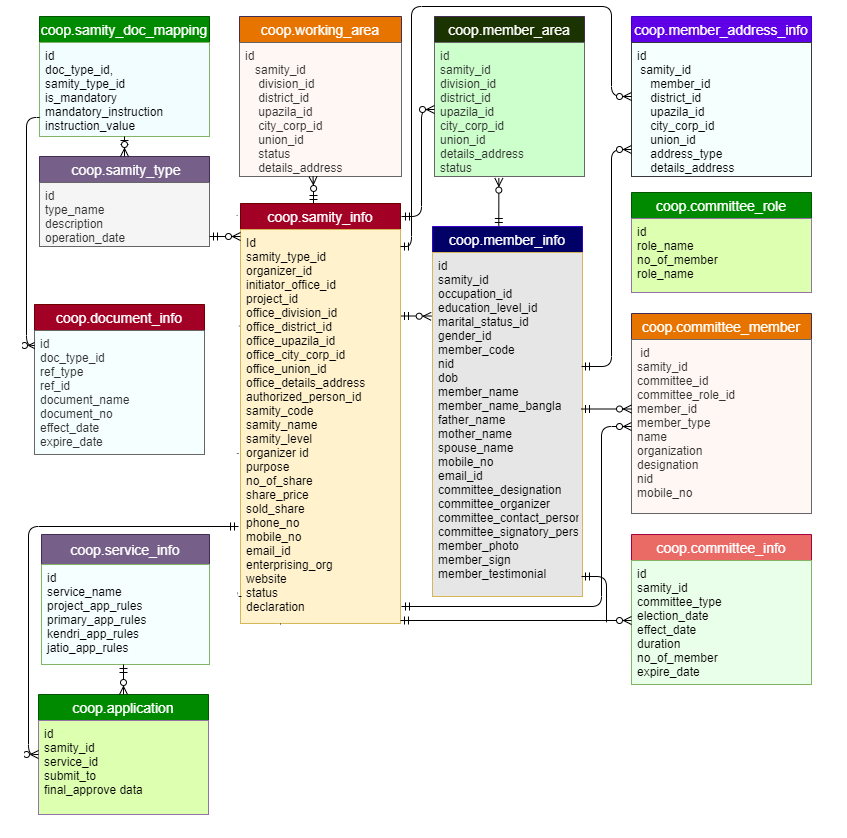 coop.samity_doc_mapping
id
doc_type_id,
samity_type_id
is_mandatory
mandatory_instruction
instruction_value
coop.working_area
id
samity_id
division_id
district_id
upazila_id
city_corp_id
union_id
status
details_address
coop.member_area
id
samity_id
division_id
district_id
upazila_id
city_corp_id
union_id
details_address
status
coop.member_address_info
id
samity_id
member_id
district_id
upazila_id
city_corp_id
union_id
address_type
details_address
coop.samity_type
id
type_name
description
operation_date
coop.samity_info
Id
samity_type_id
organizer_id
initiator_office_id
project_id
office_division_id
office_district_id
office_upazila_id
office_city_corp_id
office_union_id
office_details_address
authorized_person_id
samity_code
samity_name
samity_level
organizer id
purpose
no_of_share
share_price
sold_share
phone_no
mobile_no
email_id
enterprising_org
website
status
declaration
coop.member_info
id
samity_id
occupation_id
education_level_id
marital_status_id
gender_id
member_code
nid
dob
member_name
member_name_bangla
father_name
mother_name
spouse_name
mobile_no
email_id
committee_designation
committee_organizer
committee_contact_persor
committee_signatory_pers
member_photo
member_sign
member_testimonial
coop.committee_role
id
role_name
no_of_member
role_name
coop.document_info
id
doc_type_id
ref_type
ref_id
document_name
document_no
effect_date
expire_date
coop.committee_member
id
samity_id
committee_id
committee_role_id
member_id
member_type
name
organization
designation
nid
mobile_no
coop.service_info
id
service_name
project_app_rules
primary_app_rules
kendri_app_rules
jatio_app_rules
coop.committee_info
id
samity_id
committee_type
election_date
effect_date
duration
no_of_member
expire_date
coop.application
id
samity_id
service_id
submit_to
final_approve data